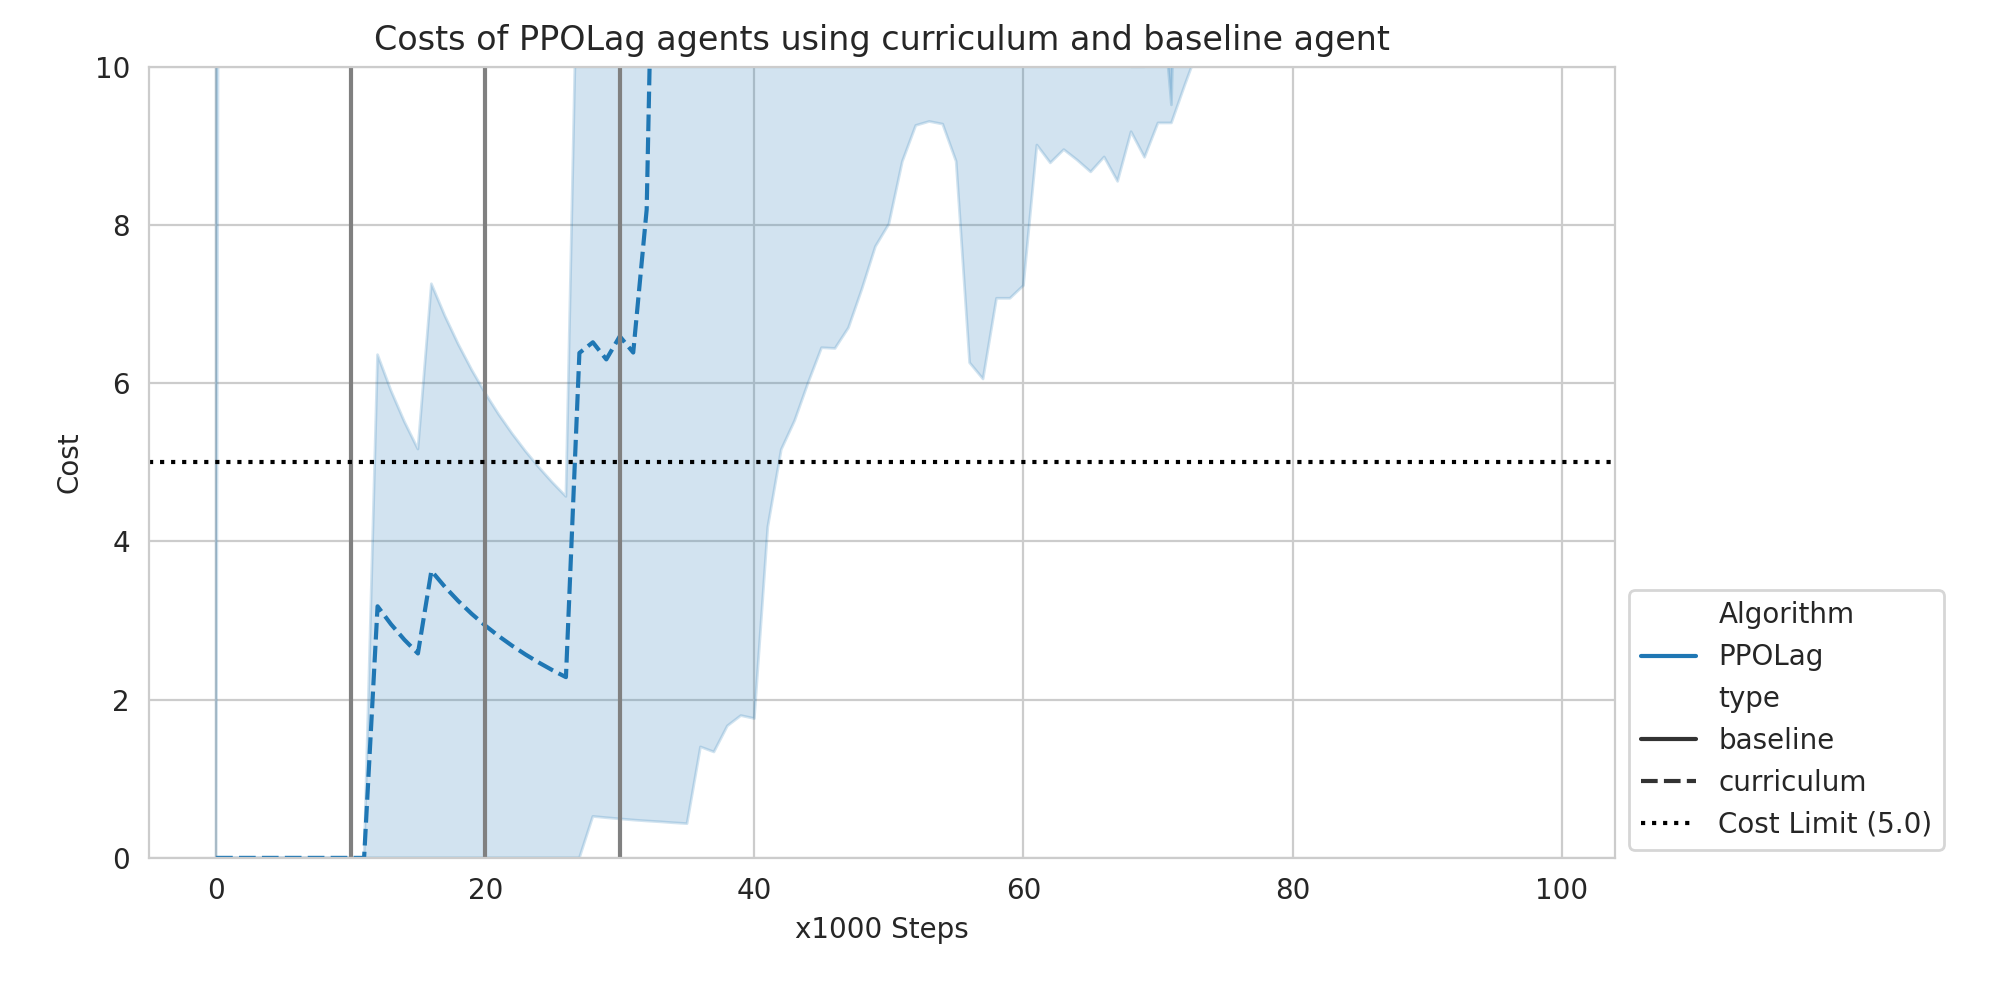 Costs of PPOLag agents using curriculum and baseline agent
10
8
6
4
2
0
Cost
0 20 40 60 80 100
x1000 Steps
Algorithm
PPOLag
type
baseline
curriculum
Cost Limit (5.0)